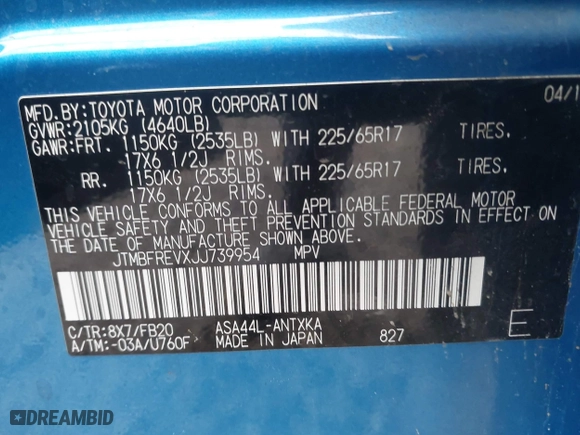 MFD.BY:TOYOTA MOTOR CORPORATION 04/1
GVWR:2105KG (4640LB)
GAWR:FRT. 1150KG (2535LB) WITH 225/65R17 TIRES.
17X6 1/2J RIMS.
RR. 1150KG (2535LB) WITH 225/65R17 TIRES.
17X6 1/2J RIMS.
THIS VEHICLE CONFORMS TO ALL APPLICABLE FEDERAL MOTOR
VEHICLE SAFETY AND THEFT PREVENTION STANDARDS IN EFFECT ON
THE DATE OF MANUFACTURE SHOWN ABOVE.
JTMBFREVXJJ739954 MPV
C/TR:8X7/FB20 ASA44L-ANTXKA
A/TM:-03A/U760F MADE IN JAPAN 827 E
DREAMBID